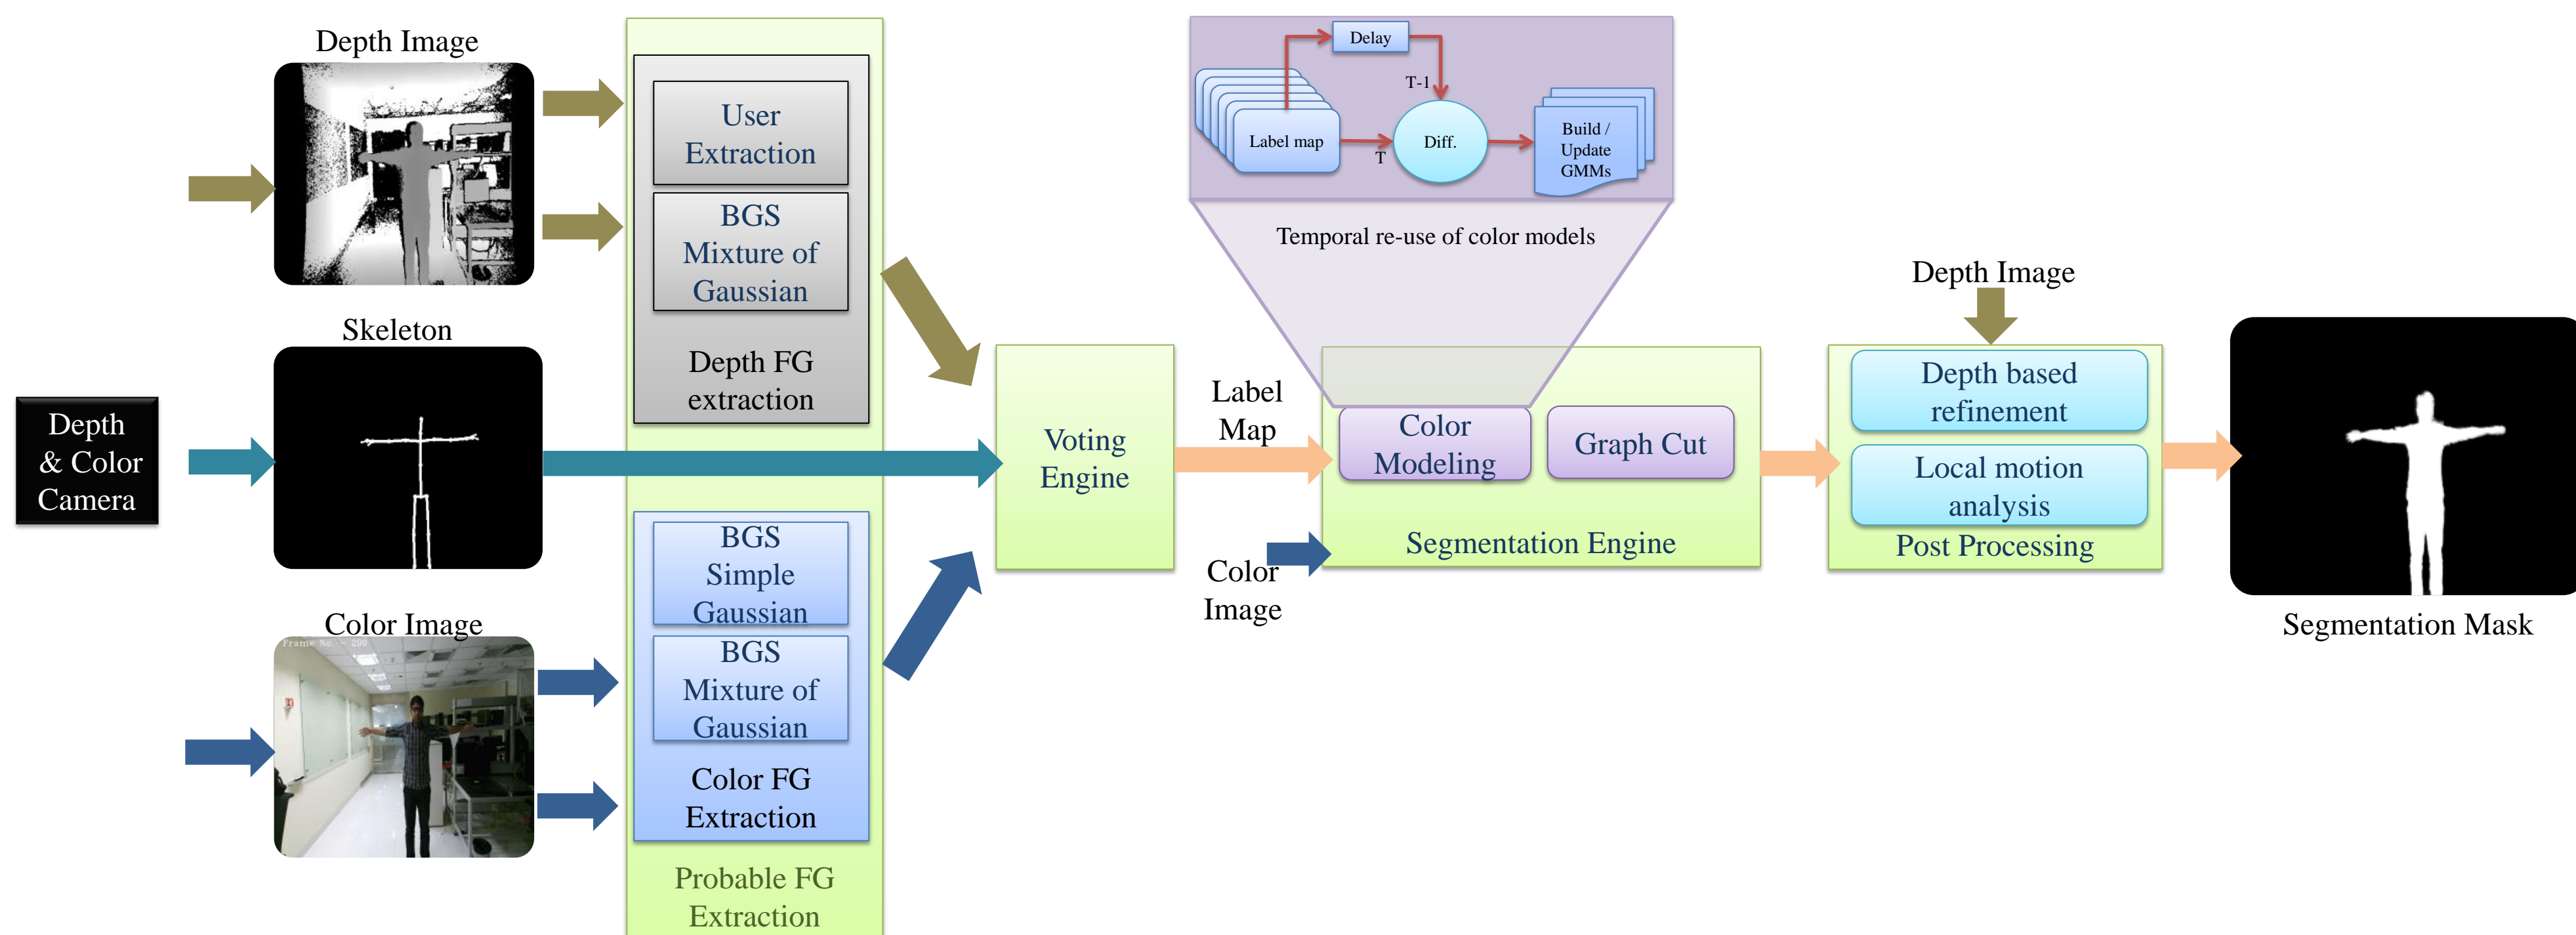 Depth
& Color
Camera
Depth Image
Skeleton
Color Image
Frame No. - 290
User
Extraction
BGS
Mixture of
Gaussian
Depth FG
extraction
BGS
Simple
Gaussian
BGS
Mixture of
Gaussian
Color FG
Extraction
Probable FG
Extraction
Voting
Engine
Label
Map
Color
Image
Delay
T-1
Label map
T
Diff.
Build /
Update
GMMs
Temporal re-use of color models
Color
Modeling
Graph Cut
Segmentation Engine
Depth Image
Depth based
refinement
Local motion
analysis
Post Processing
Segmentation Mask